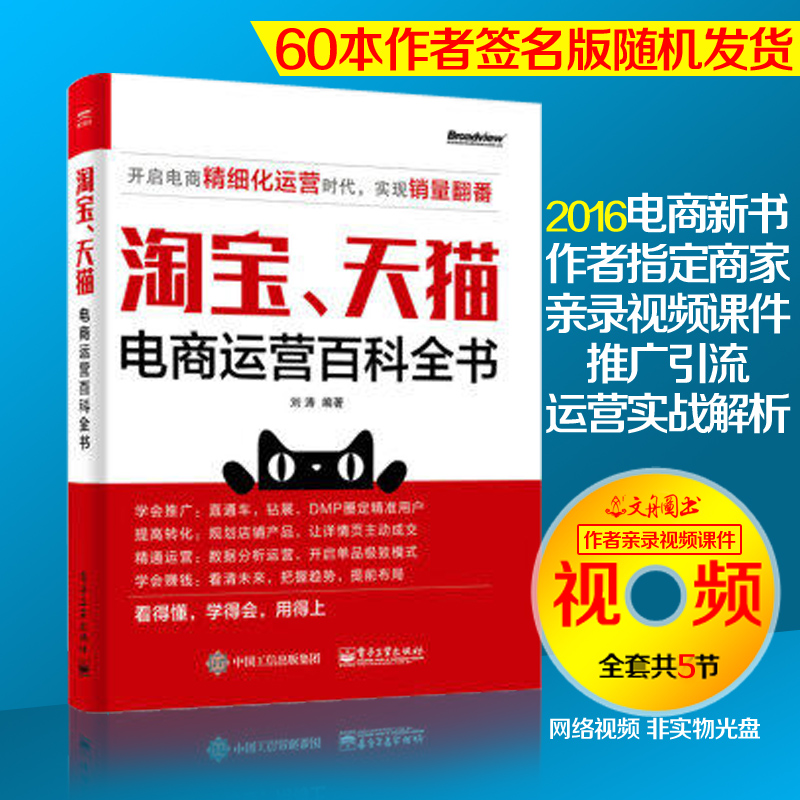 60本作者签名版随机发货
Broadview
开启电商精细化运营时代，实现销量翻番
淘宝、天猫
电商运营百科全书
刘涛 编著
学会推广：直通车，钻展、DMP圈定精准用户
提高转化：规划店铺产品，让详情页主动成交
精通运营：数据分析运营、开启单品极致模式
学会赚钱：看清未来，把握趋势，提前布局
看得懂，学得会，用得上
中国工信出版集团
电子工业出版社
淘宝、天猫
电商运营百科全书
电子工业出版社
2016电商新书
作者指定商家
亲录视频课件
推广引流
运营实战解析
文舟图书
作者亲录视频课件
视频
全套共5节
网络视频 非实物光盘